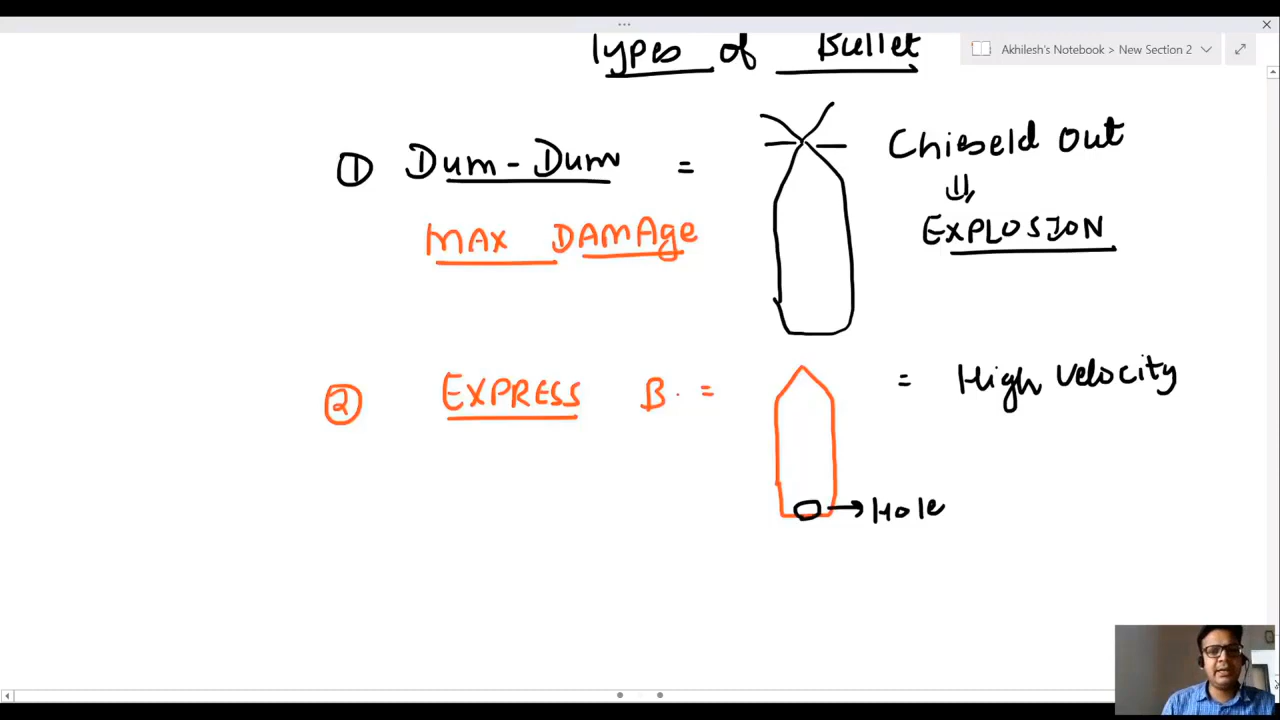 Types of Bullet
Akhilesh's Notebook > New Section 2
① Dum-Dum = Chieseld Out
⇓
MAX DAMAge EXPLOSION
② EXPRESS B. = = High Velocity
→ Hole